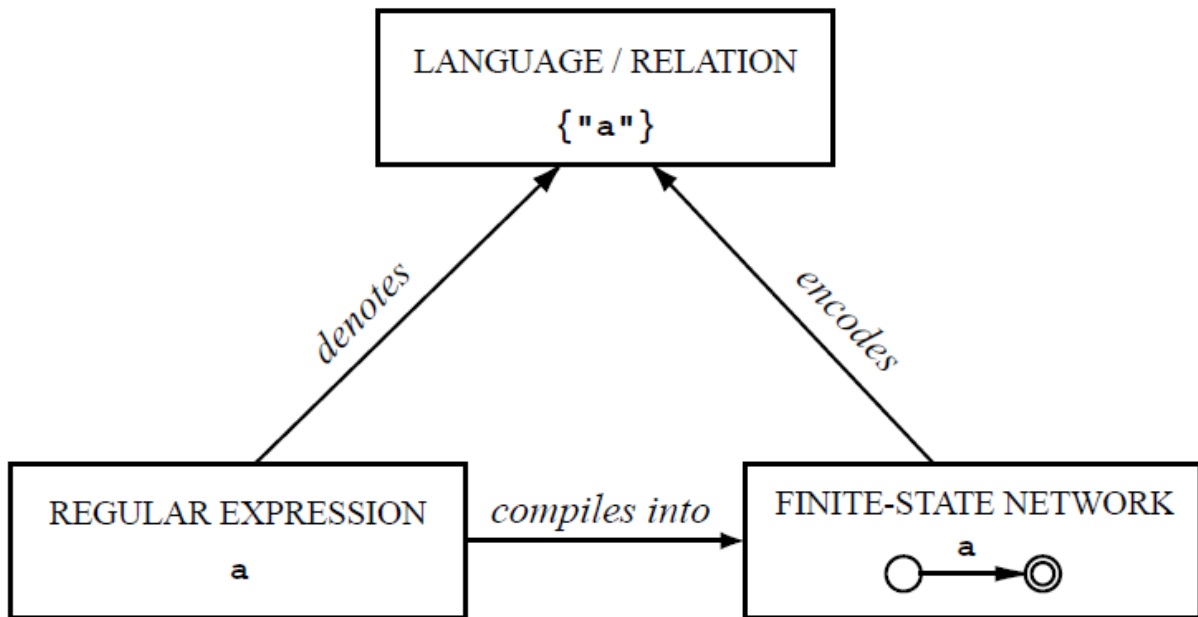 LANGUAGE / RELATION
{"a"}
denotes
encodes
REGULAR EXPRESSION
a
compiles into
FINITE-STATE NETWORK
a